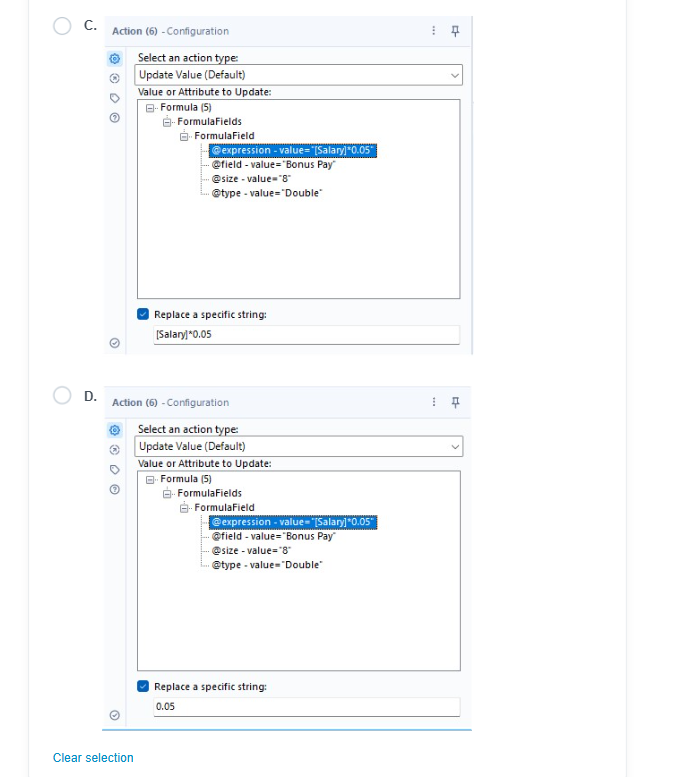 C.
Action (6) - Configuration
Select an action type:
Update Value (Default)
Value or Attribute to Update:
Formula (5)
FormulaFields
FormulaField
@expression - value="[Salary]*0.05"
@field - value="Bonus Pay"
@size - value="8"
@type - value="Double"
Replace a specific string:
[Salary]*0.05
D.
Action (6) - Configuration
Select an action type:
Update Value (Default)
Value or Attribute to Update:
Formula (5)
FormulaFields
FormulaField
@expression - value="[Salary]*0.05"
@field - value="Bonus Pay"
@size - value="8"
@type - value="Double"
Replace a specific string:
0.05
Clear selection